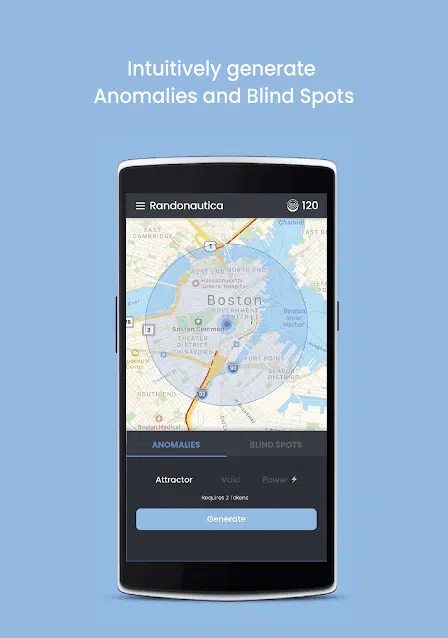 Intuitively generate
Anomalies and Blind Spots
Randonautica
120
Channel
EAST
CAMBRIDGE
1
WEST END
NORTH END
Massachusetts
General Hospital
Boston
GOVERNMENT
CENTER
2
Boston Common
Boston
Inner
Harbor
THEATER
DISTRICT
CHINATOWN
FORT POINT
90
SEAPORT
DISTRICT
SOUTH END
93
Boston Medical
ANOMALIES
BLIND SPOTS
Attractor
Void
Power
Requires 2 Tokens
Generate